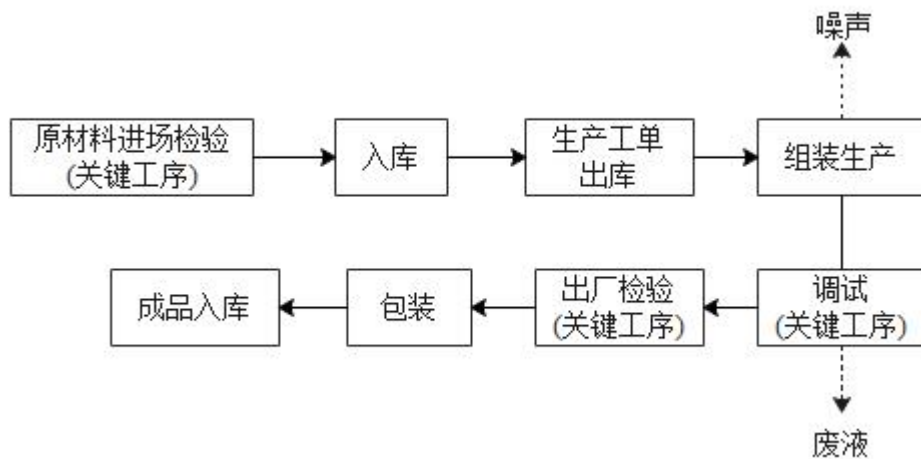 噪声
原材料进场检验
(关键工序)
入库
生产工单
出库
组装生产
成品入库
包装
出厂检验
(关键工序)
调试
(关键工序)
废液